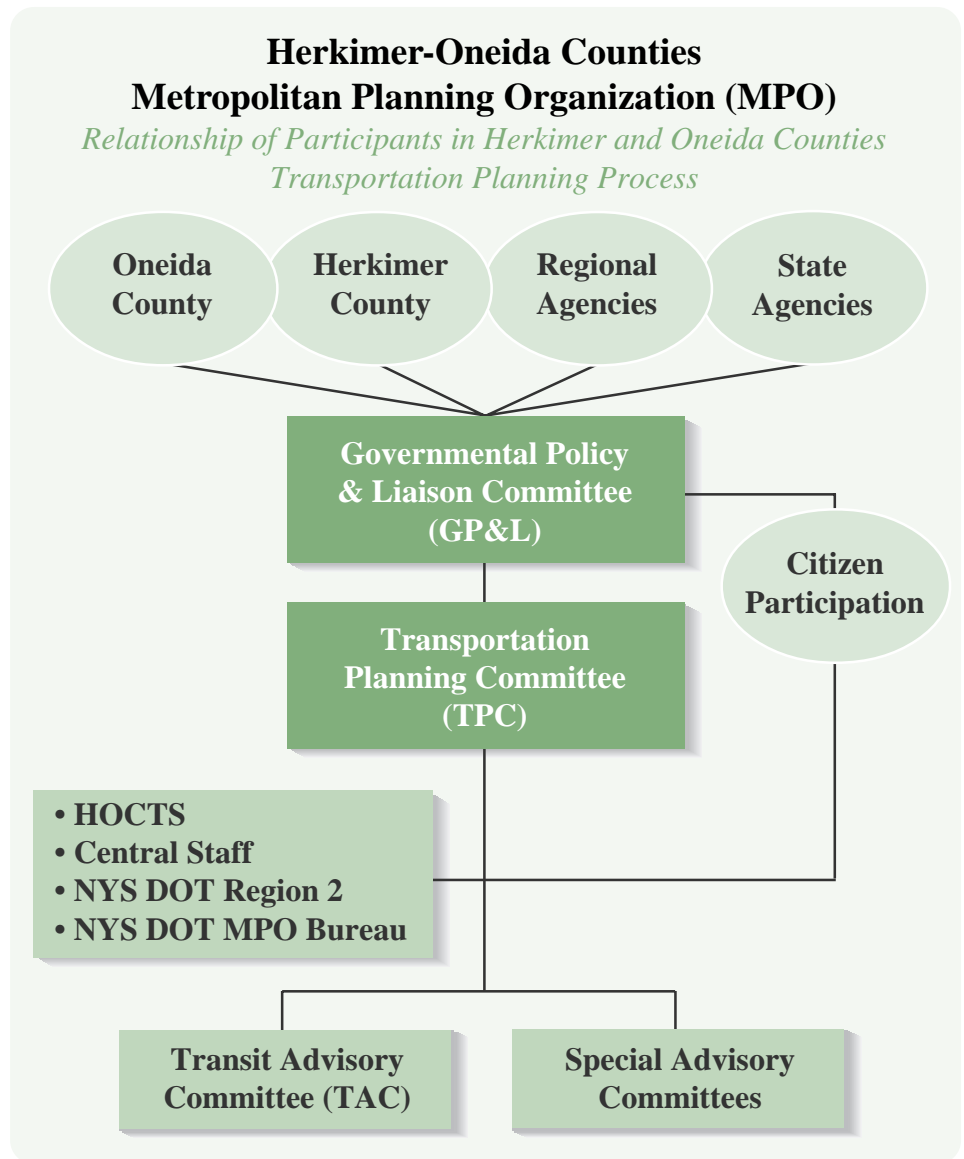 Herkimer-Oneida Counties
Metropolitan Planning Organization (MPO)
Relationship of Participants in Herkimer and Oneida Counties
Transportation Planning Process
Oneida
County
Herkimer
County
Regional
Agencies
State
Agencies
Governmental Policy
& Liaison Committee
(GP&L)
Citizen
Participation
Transportation
Planning Committee
(TPC)
• HOCTS
• Central Staff
• NYS DOT Region 2
• NYS DOT MPO Bureau
Transit Advisory
Committee (TAC)
Special Advisory
Committees